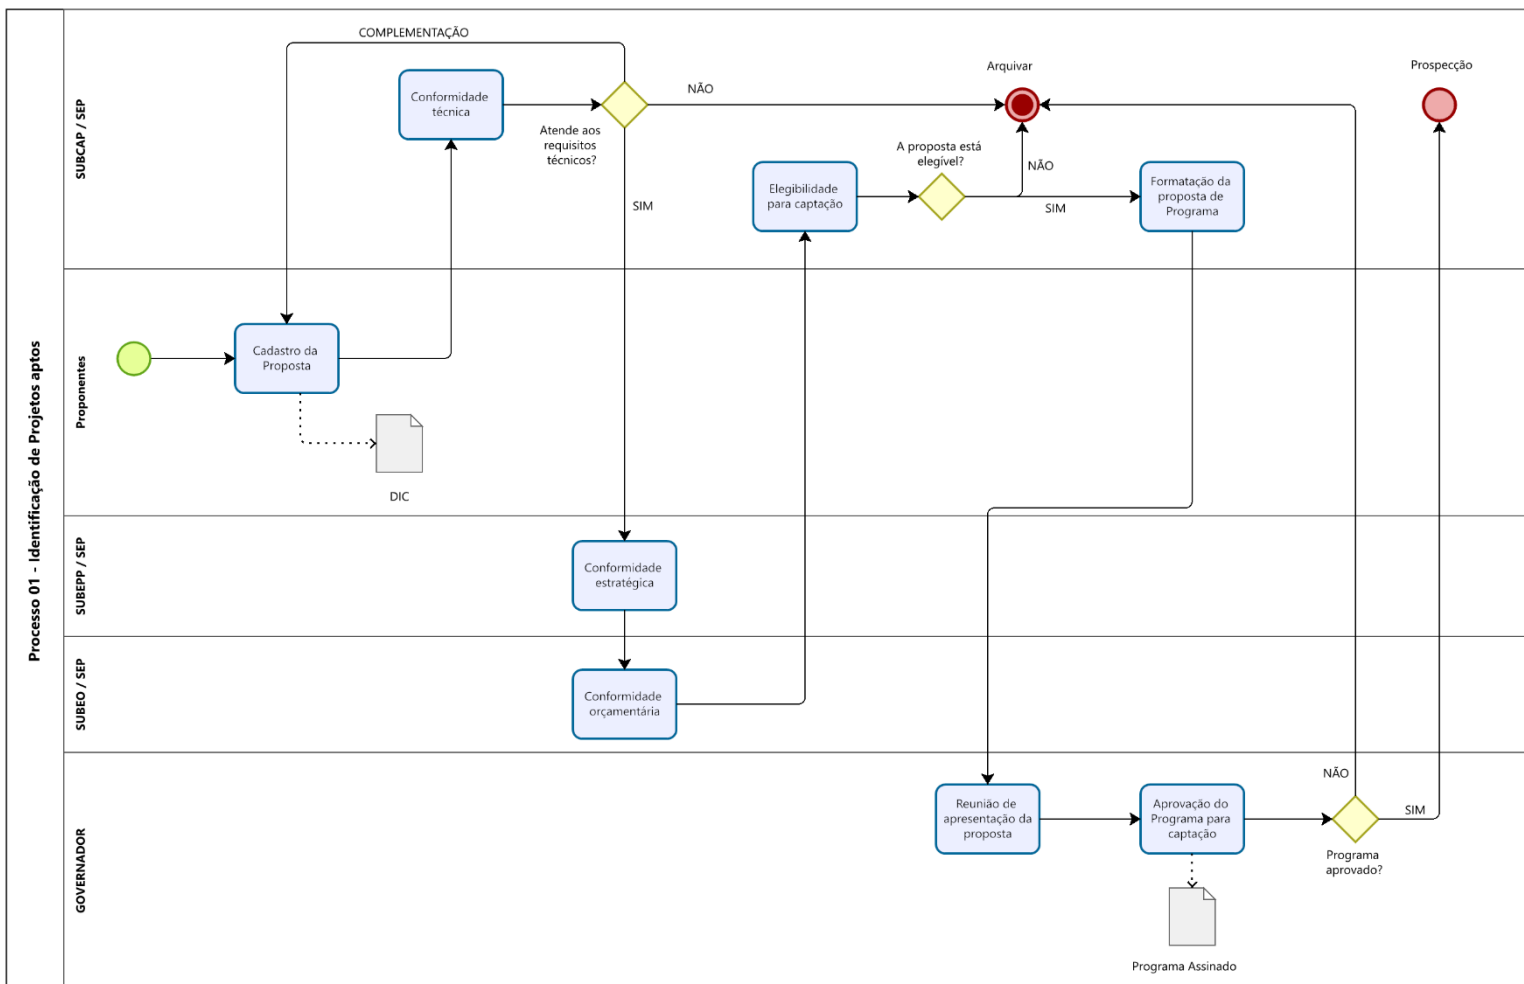 Processo 01 - Identificação de Projetos aptos
SUBCAP / SEP
COMPLEMENTAÇÃO
Conformidade
técnica
Atende aos
requisitos
técnicos?
NÃO
SIM
Arquivar
Prospecção
Elegibilidade
para captação
A proposta está
elegível?
NÃO
SIM
Formatação da
proposta de
Programa
Proponentes
Cadastro da
Proposta
DIC
SUBEPP / SEP
Conformidade
estratégica
SUBEO / SEP
Conformidade
orçamentária
GOVERNADOR
Reunião de
apresentação da
proposta
Aprovação do
Programa para
captação
NÃO
SIM
Programa
aprovado?
Programa Assinado